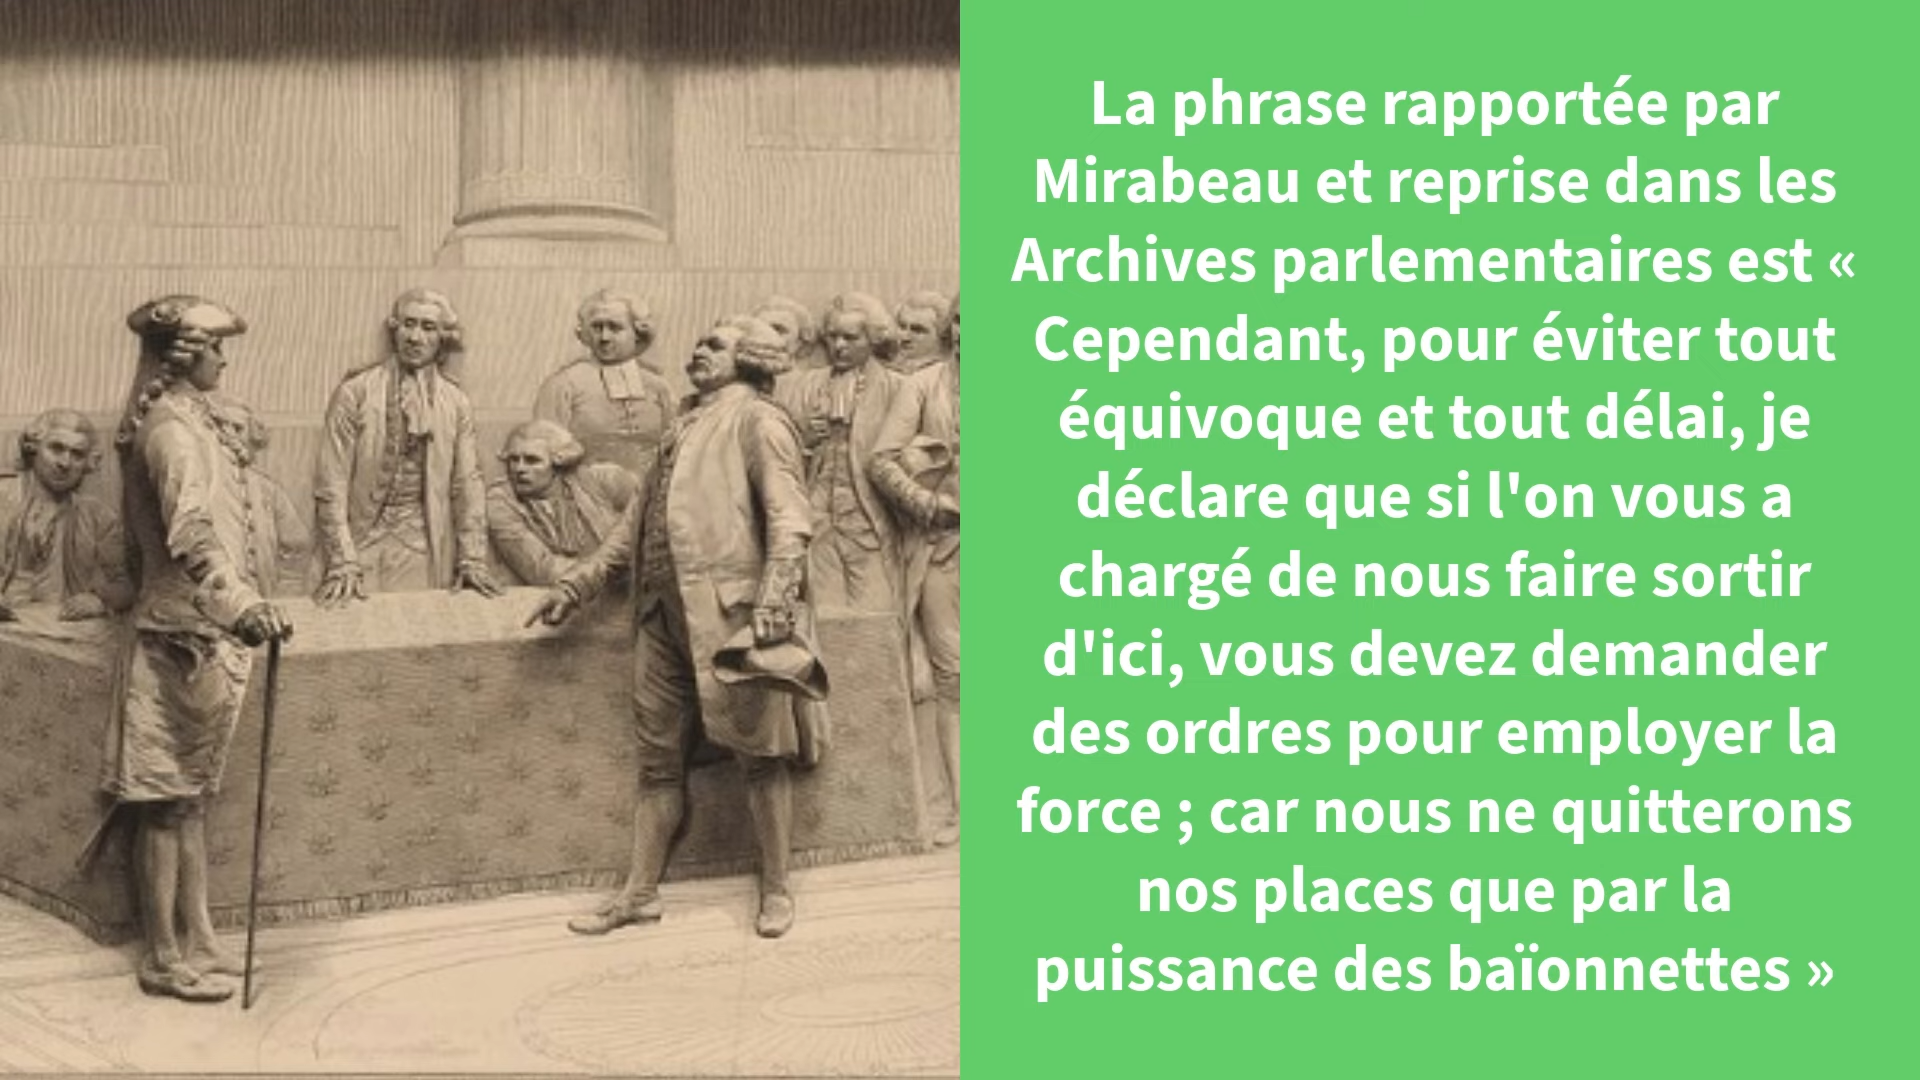 La phrase rapportée par
Mirabeau et reprise dans les
Archives parlementaires est «
Cependant, pour éviter tout
équivoque et tout délai, je
déclare que si l'on vous a
chargé de nous faire sortir
d'ici, vous devez demander
des ordres pour employer la
force ; car nous ne quitterons
nos places que par la
puissance des baïonnettes »